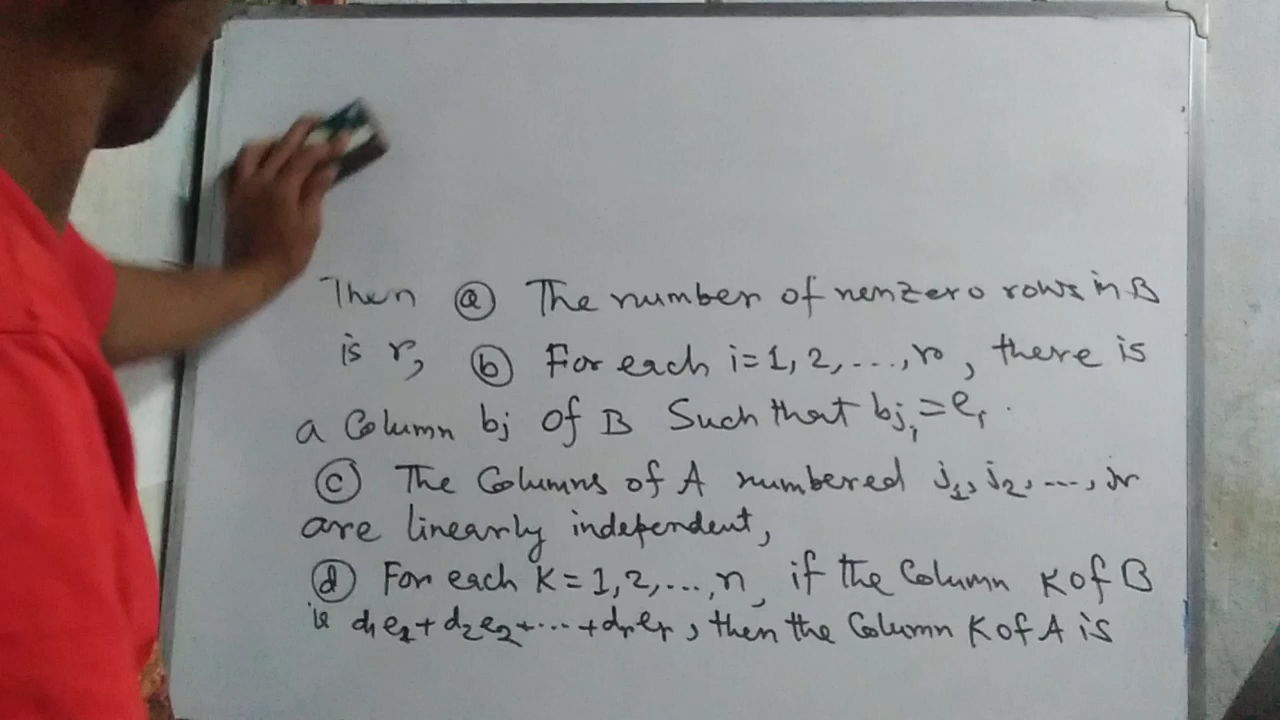 Then ⓐ The number of nenzero rows in B
is r, ⓑ For each i=1, 2, ..., r, there is
a Column bj of B Such that bj₁ = e₁.
ⓒ The Columns of A numbered j₁, j₂, ..., jr
are linearly independent,
ⓓ For each K = 1, 2, ..., n, if the Column K of B
is d₁e₁ + d₂e₂ + ... + drer, then the Column K of A is